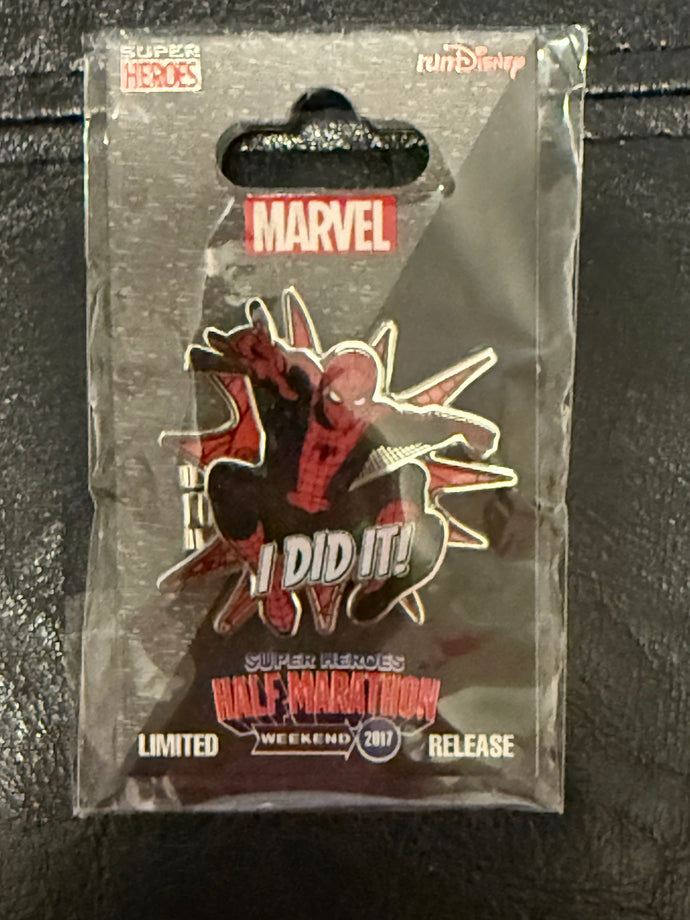 SUPER
HEROES
runDisney
MARVEL
I DID IT!
SUPER HEROES
HALF MARATHON
WEEKEND 2017
LIMITED
RELEASE